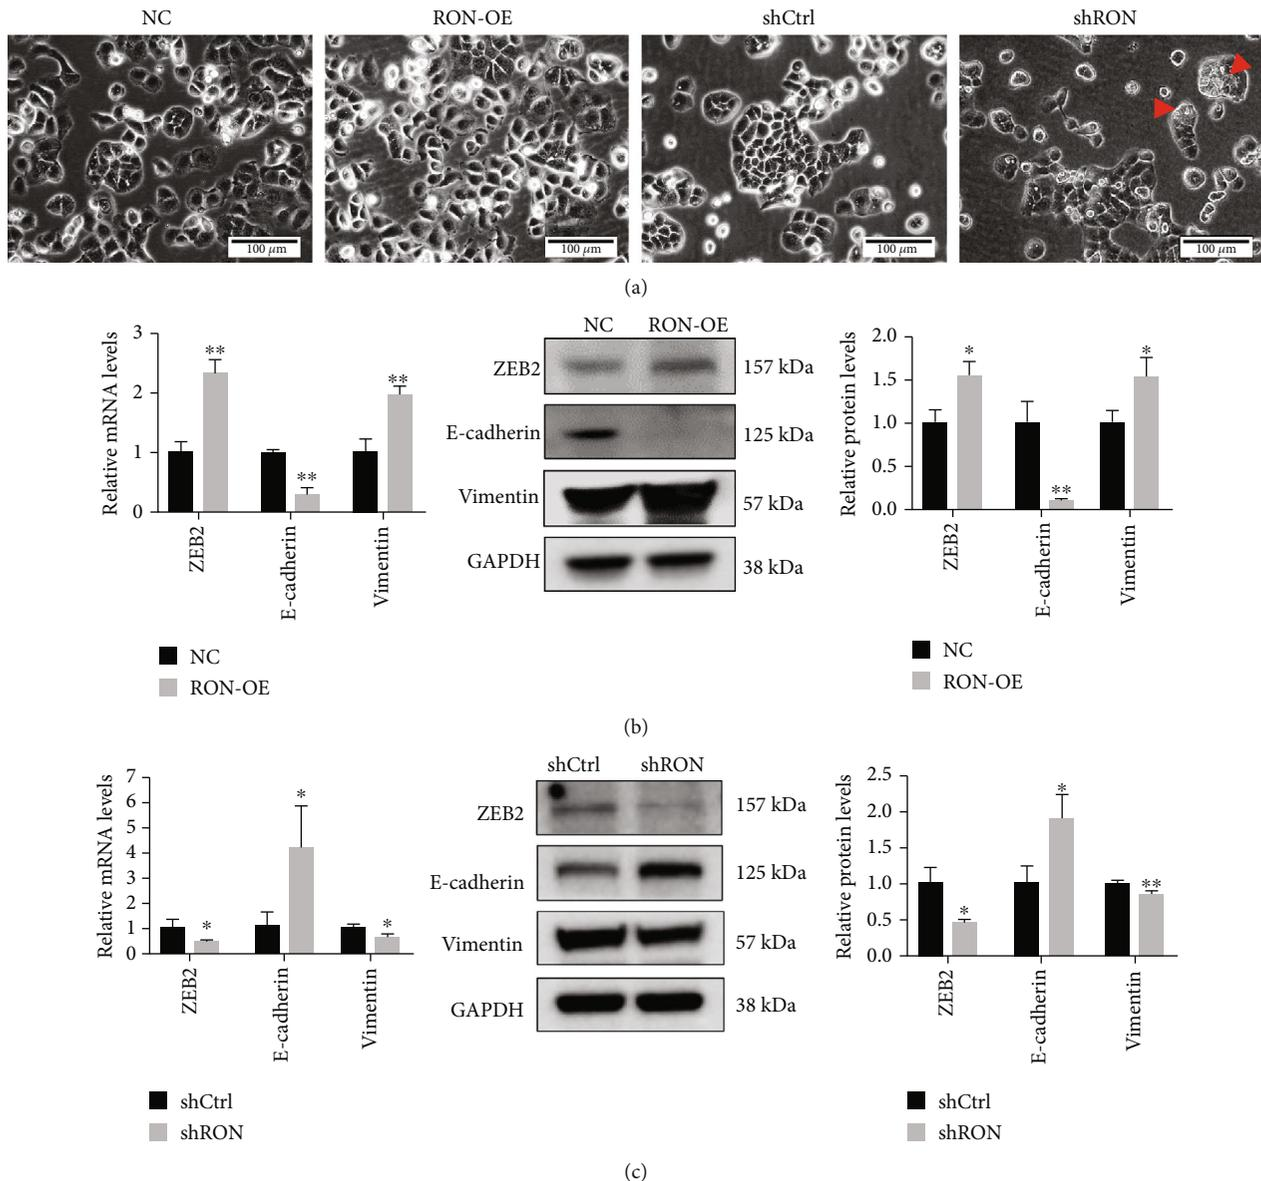 NC RON-OE shCtrl shRON
100 μm 100 μm 100 μm 100 μm
(a)
Relative mRNA levels
3
2
1
0
** ** **
ZEB2 E-cadherin Vimentin
NC
RON-OE
NC RON-OE
ZEB2 157 kDa
E-cadherin 125 kDa
Vimentin 57 kDa
GAPDH 38 kDa
Relative protein levels
2.0
1.5
1.0
0.5
0.0
* ** *
ZEB2 E-cadherin Vimentin
NC
RON-OE
(b)
Relative mRNA levels
7
6
5
4
3
2
1
0
* * *
ZEB2 E-cadherin Vimentin
shCtrl
shRON
shCtrl shRON
ZEB2 157 kDa
E-cadherin 125 kDa
Vimentin 57 kDa
GAPDH 38 kDa
Relative protein levels
2.5
2.0
1.5
1.0
0.5
0.0
* * **
ZEB2 E-cadherin Vimentin
shCtrl
shRON
(c)